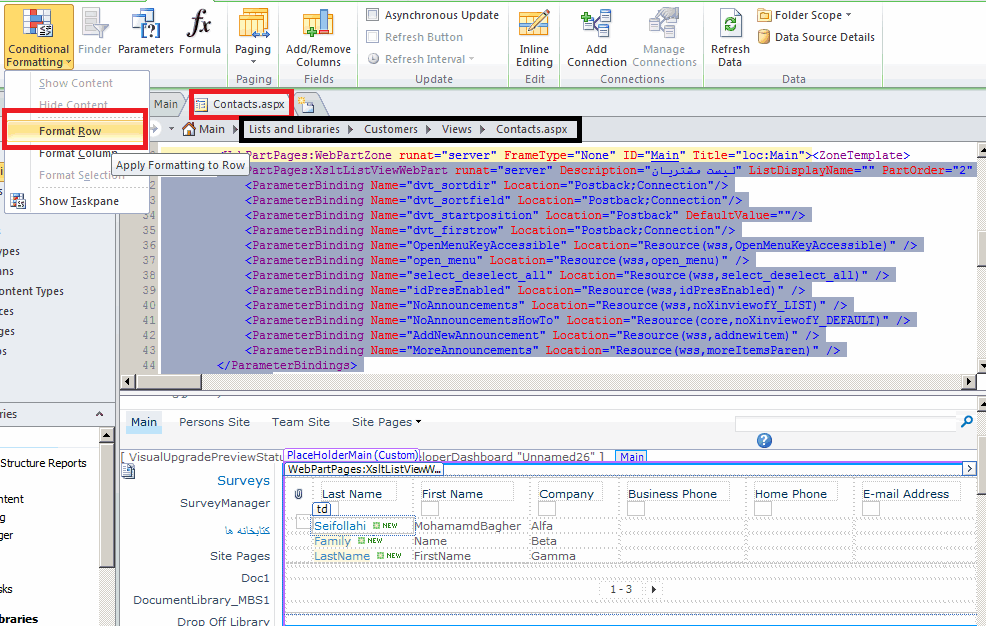 Conditional Formatting
Finder
Parameters
Formula
Paging
Add/Remove Columns
Asynchronous Update
Refresh Button
Refresh Interval
Inline Editing
Add Connection
Manage Connections
Refresh Data
Folder Scope
Data Source Details
Paging
Fields
Update
Edit
Connections
Data
Show Content
Hide Content
Format Row
Format Column
Format Selection
Show Taskpane
Apply Formatting to Row
Main
Contacts.aspx
Main
Lists and Libraries
Customers
Views
Contacts.aspx
PartPages:WebPartZone runat="server" FrameType="None" ID="Main" Title="loc:Main"><ZoneTemplate>
PartPages:XsltListViewWebPart runat="server" Description="لیست مشتریان" ListDisplayName="" PartOrder="2"
<ParameterBinding Name="dvt_sortdir" Location="Postback;Connection"/>
<ParameterBinding Name="dvt_sortfield" Location="Postback;Connection"/>
34 <ParameterBinding Name="dvt_startposition" Location="Postback" DefaultValue=""/>
35 <ParameterBinding Name="dvt_firstrow" Location="Postback;Connection"/>
36 <ParameterBinding Name="OpenMenuKeyAccessible" Location="Resource(wss,OpenMenuKeyAccessible)" />
37 <ParameterBinding Name="open_menu" Location="Resource(wss,open_menu)" />
38 <ParameterBinding Name="select_deselect_all" Location="Resource(wss,select_deselect_all)" />
39 <ParameterBinding Name="idPresEnabled" Location="Resource(wss,idPresEnabled)" />
40 <ParameterBinding Name="NoAnnouncements" Location="Resource(wss,noXinviewofY_LIST)" />
41 <ParameterBinding Name="NoAnnouncementsHowTo" Location="Resource(core,noXinviewofY_DEFAULT)" />
42 <ParameterBinding Name="AddNewAnnouncement" Location="Resource(wss,addnewitem)" />
43 <ParameterBinding Name="MoreAnnouncements" Location="Resource(wss,moreItemsParen)" />
44 </ParameterBindings>
ypes
ns
ontent Types
ces
ges
ps
ries
Structure Reports
ntent
ng
ger
sks
braries
Main
Persons Site
Team Site
Site Pages
[ VisualUpgradePreviewStatu
PlaceHolderMain (Custom)
loperDashboard "Unnamed26" ]
Main
WebPartPages:XsltListViewW...
Surveys
SurveyManager
کتابخانه ها
Site Pages
Doc1
DocumentLibrary_MBS1
Drop Off Library
Last Name
First Name
Company
Business Phone
Home Phone
E-mail Address
td
Seifollahi NEW MohamamdBagher Alfa
Family NEW Name Beta
LastName NEW FirstName Gamma
1 - 3